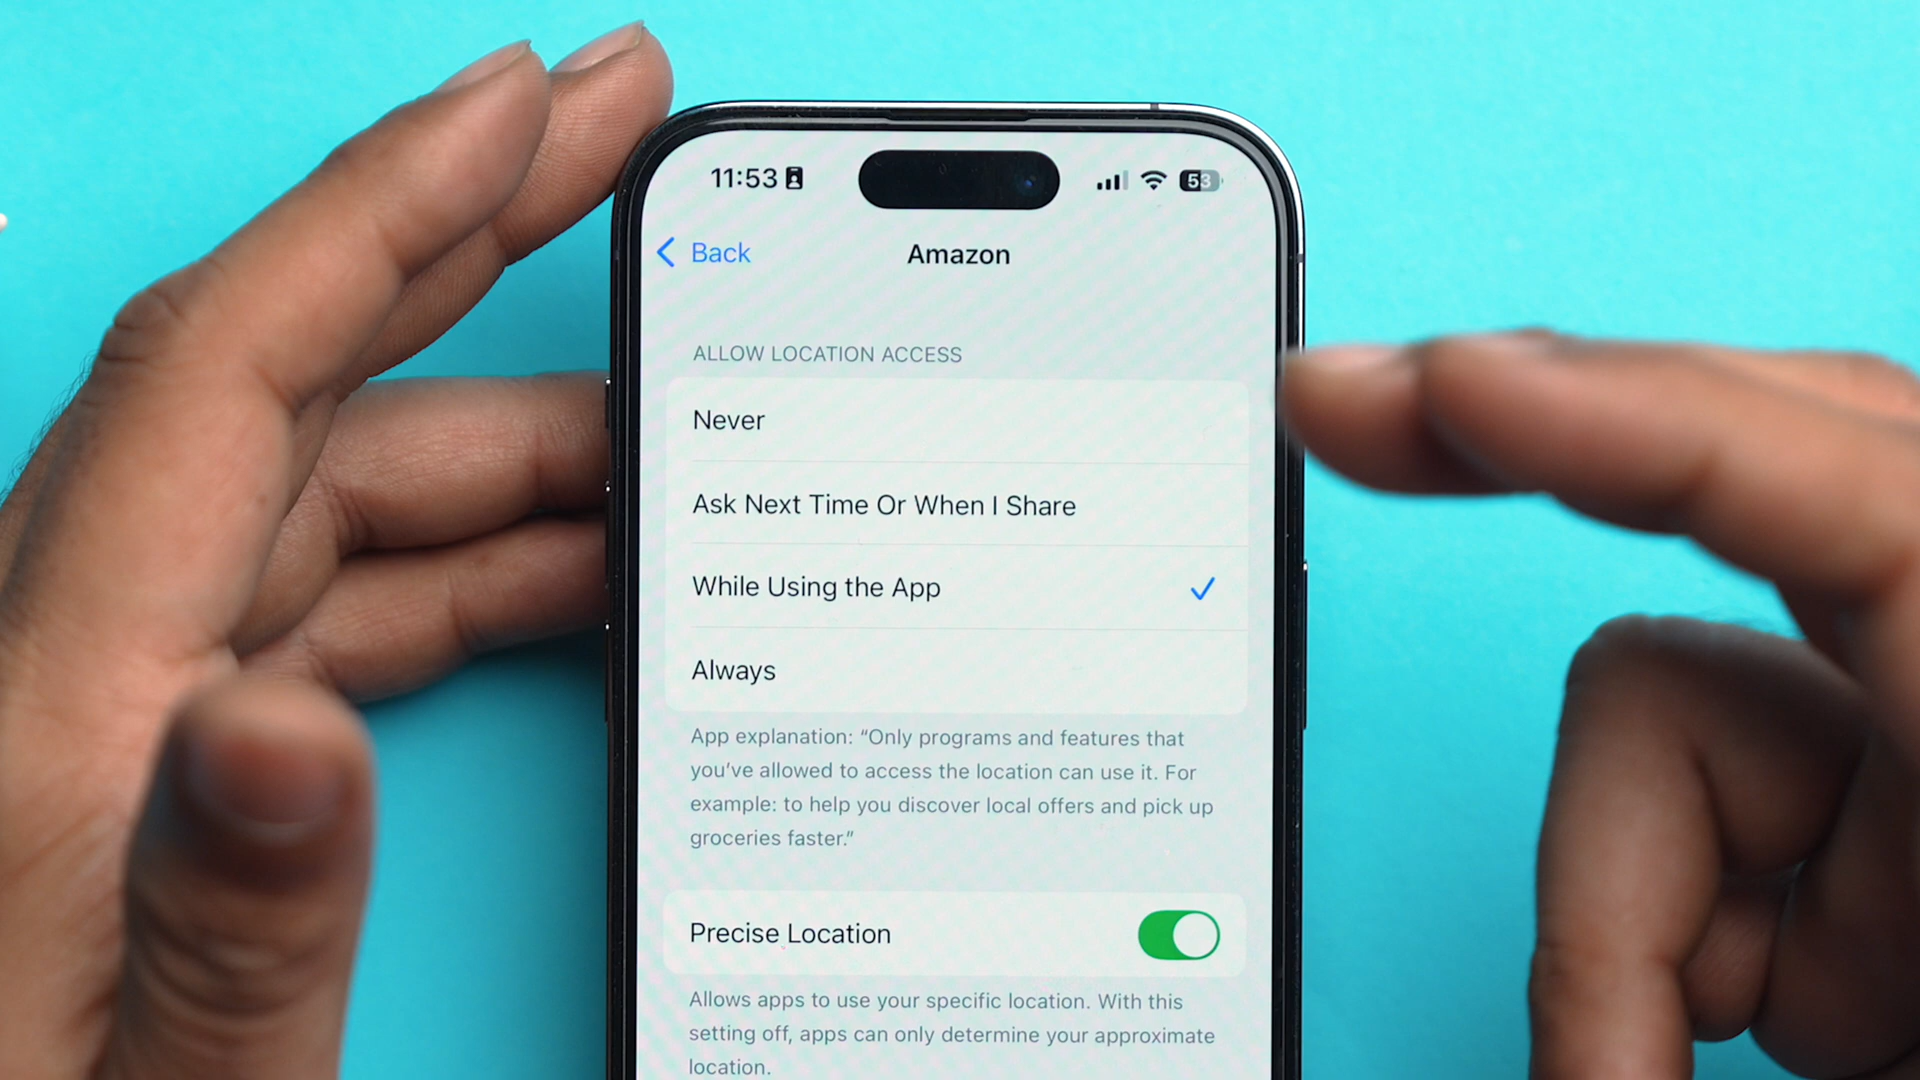 11:53
53
Back
Amazon
ALLOW LOCATION ACCESS
Never
Ask Next Time Or When I Share
While Using the App
Always
App explanation: “Only programs and features that
you’ve allowed to access the location can use it. For
example: to help you discover local offers and pick up
groceries faster.”
Precise Location
Allows apps to use your specific location. With this
setting off, apps can only determine your approximate
location.